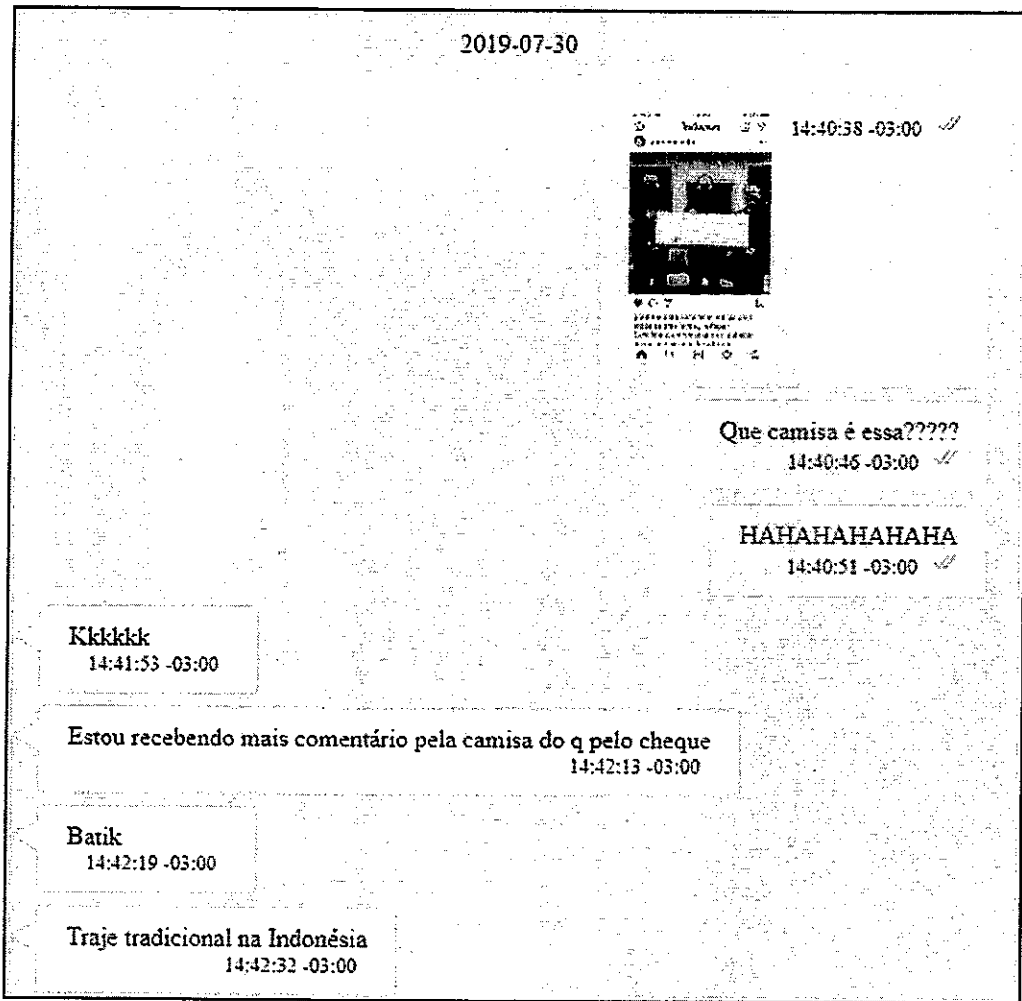 2019-07-30
14:40:38 -03:00
Que camisa é essa?????
14:40:46 -03:00
HAHAHAHAHAHA
14:40:51 -03:00
Kkkkkk
14:41:53 -03:00
Estou recebendo mais comentário pela camisa do q pelo cheque
14:42:13 -03:00
Batik
14:42:19 -03:00
Traje tradicional na Indonésia
14:42:32 -03:00